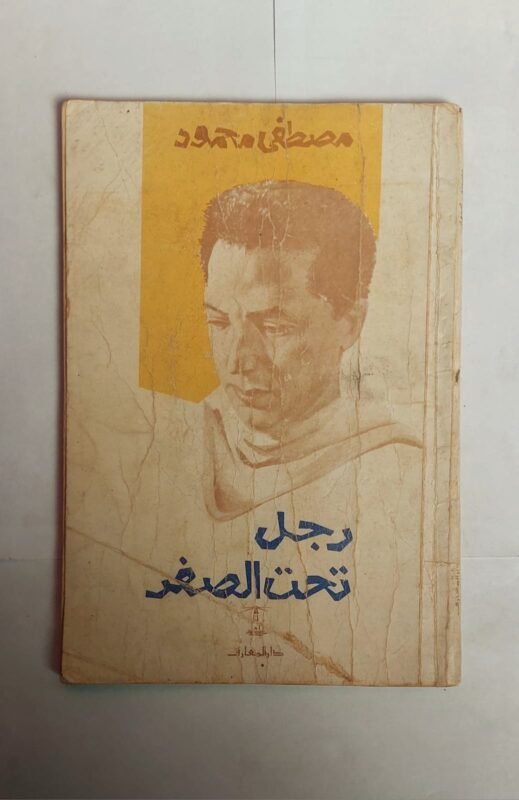 مصطفى محمود
رجل
تحت الصفر
دار المعارف